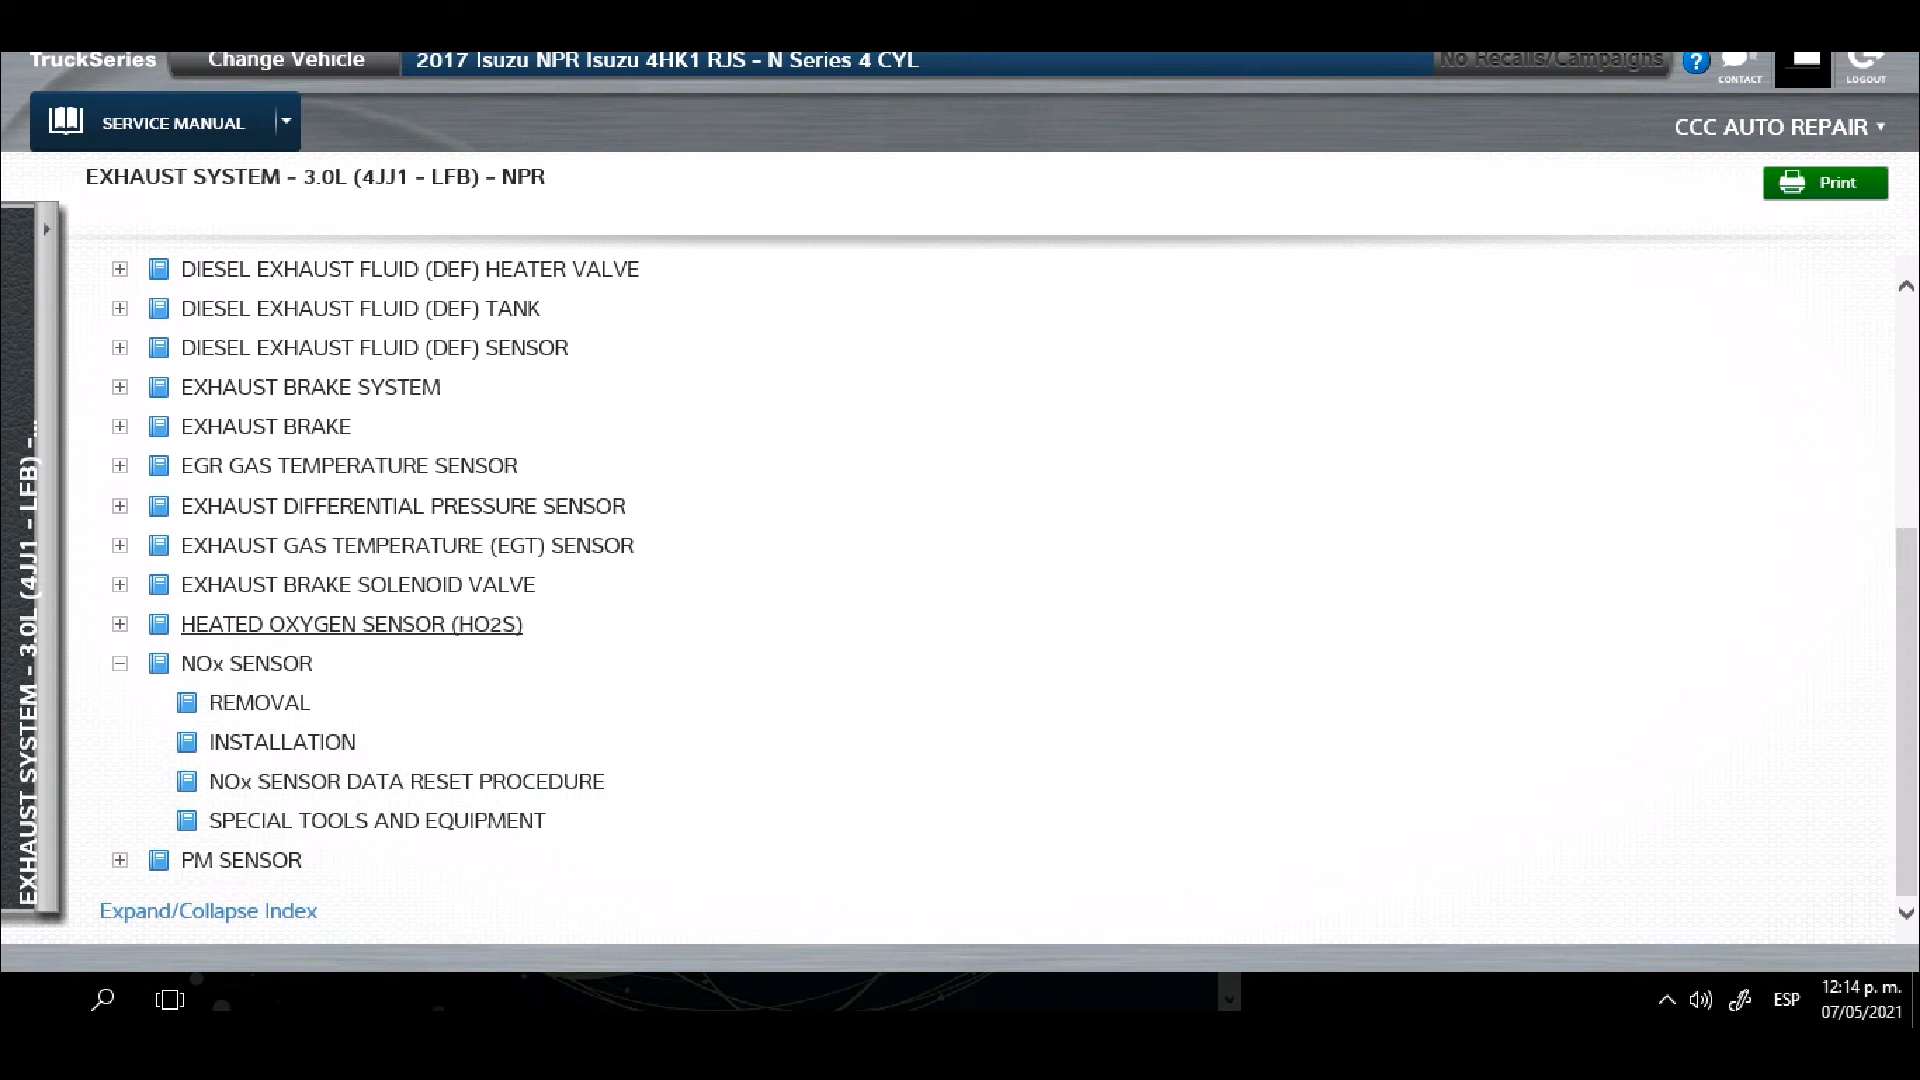 TruckSeries
Change Vehicle
2017 Isuzu NPR Isuzu 4HK1 RJS - N Series 4 CYL
No Recalls/Campaigns
?
CONTACT
LOGOUT
SERVICE MANUAL
CCC AUTO REPAIR
EXHAUST SYSTEM - 3.0L (4JJ1 - LFB) - NPR
Print
EXHAUST SYSTEM - 3.0L (4JJ1 - LFB) -...
DIESEL EXHAUST FLUID (DEF) HEATER VALVE
DIESEL EXHAUST FLUID (DEF) TANK
DIESEL EXHAUST FLUID (DEF) SENSOR
EXHAUST BRAKE SYSTEM
EXHAUST BRAKE
EGR GAS TEMPERATURE SENSOR
EXHAUST DIFFERENTIAL PRESSURE SENSOR
EXHAUST GAS TEMPERATURE (EGT) SENSOR
EXHAUST BRAKE SOLENOID VALVE
HEATED OXYGEN SENSOR (HO2S)
NOx SENSOR
REMOVAL
INSTALLATION
NOx SENSOR DATA RESET PROCEDURE
SPECIAL TOOLS AND EQUIPMENT
PM SENSOR
Expand/Collapse Index
ESP
12:14 p. m.
07/05/2021